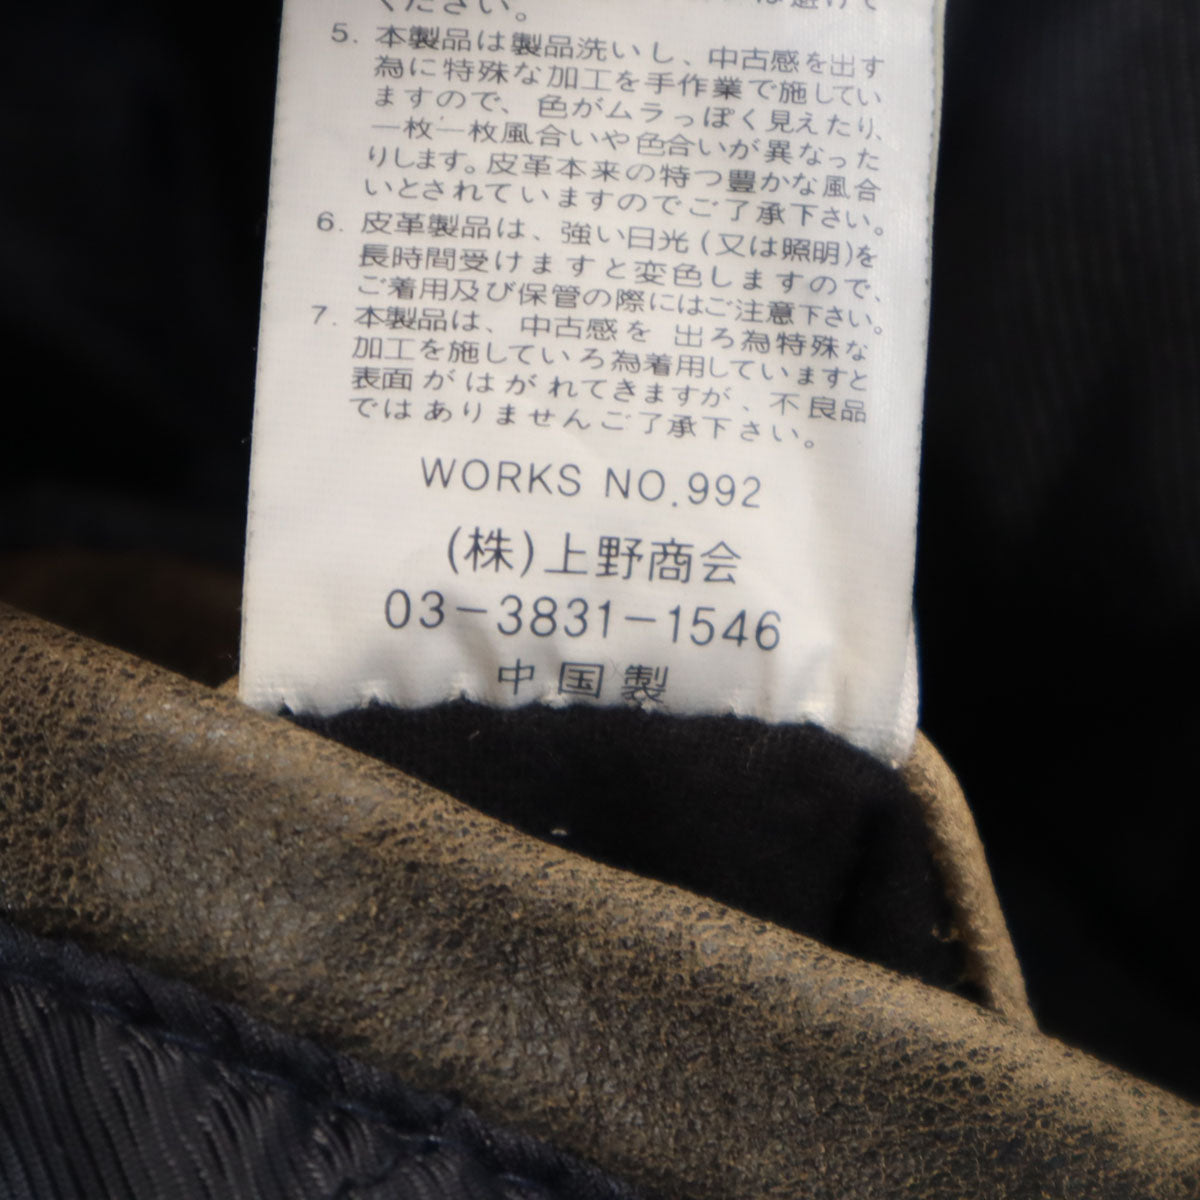 ください。
5. 本製品は製品洗いし、中古感を出す
為に特殊な加工を手作業で施してい
ますので、色がムラっぽく見えたり、
一枚一枚風合いや色合いが異なった
りします。皮革本来の特つ豊かな風合
いとされていますのでご了承下さい。
6. 皮革製品は、強い日光(又は照明)を
長時間受けますと変色しますので、
ご着用及び保管の際にはご注意下さい。
7. 本製品は、中古感を 出ろ為特殊な
加工を施していろ為着用していますと
表面がはがれてきますが、不良品
ではありませんご了承下さい。
WORKS NO.992
(株)上野商会
03-3831-1546
中国製